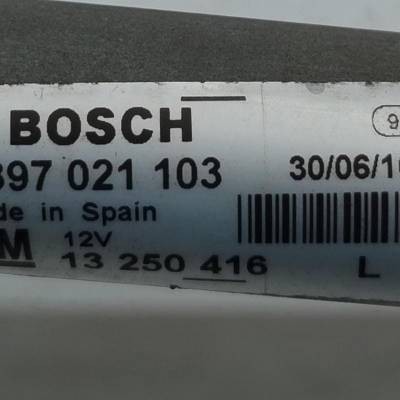 BOSCH
397 021 103 30/06/1
de in Spain
M 12V
13 250 416 L